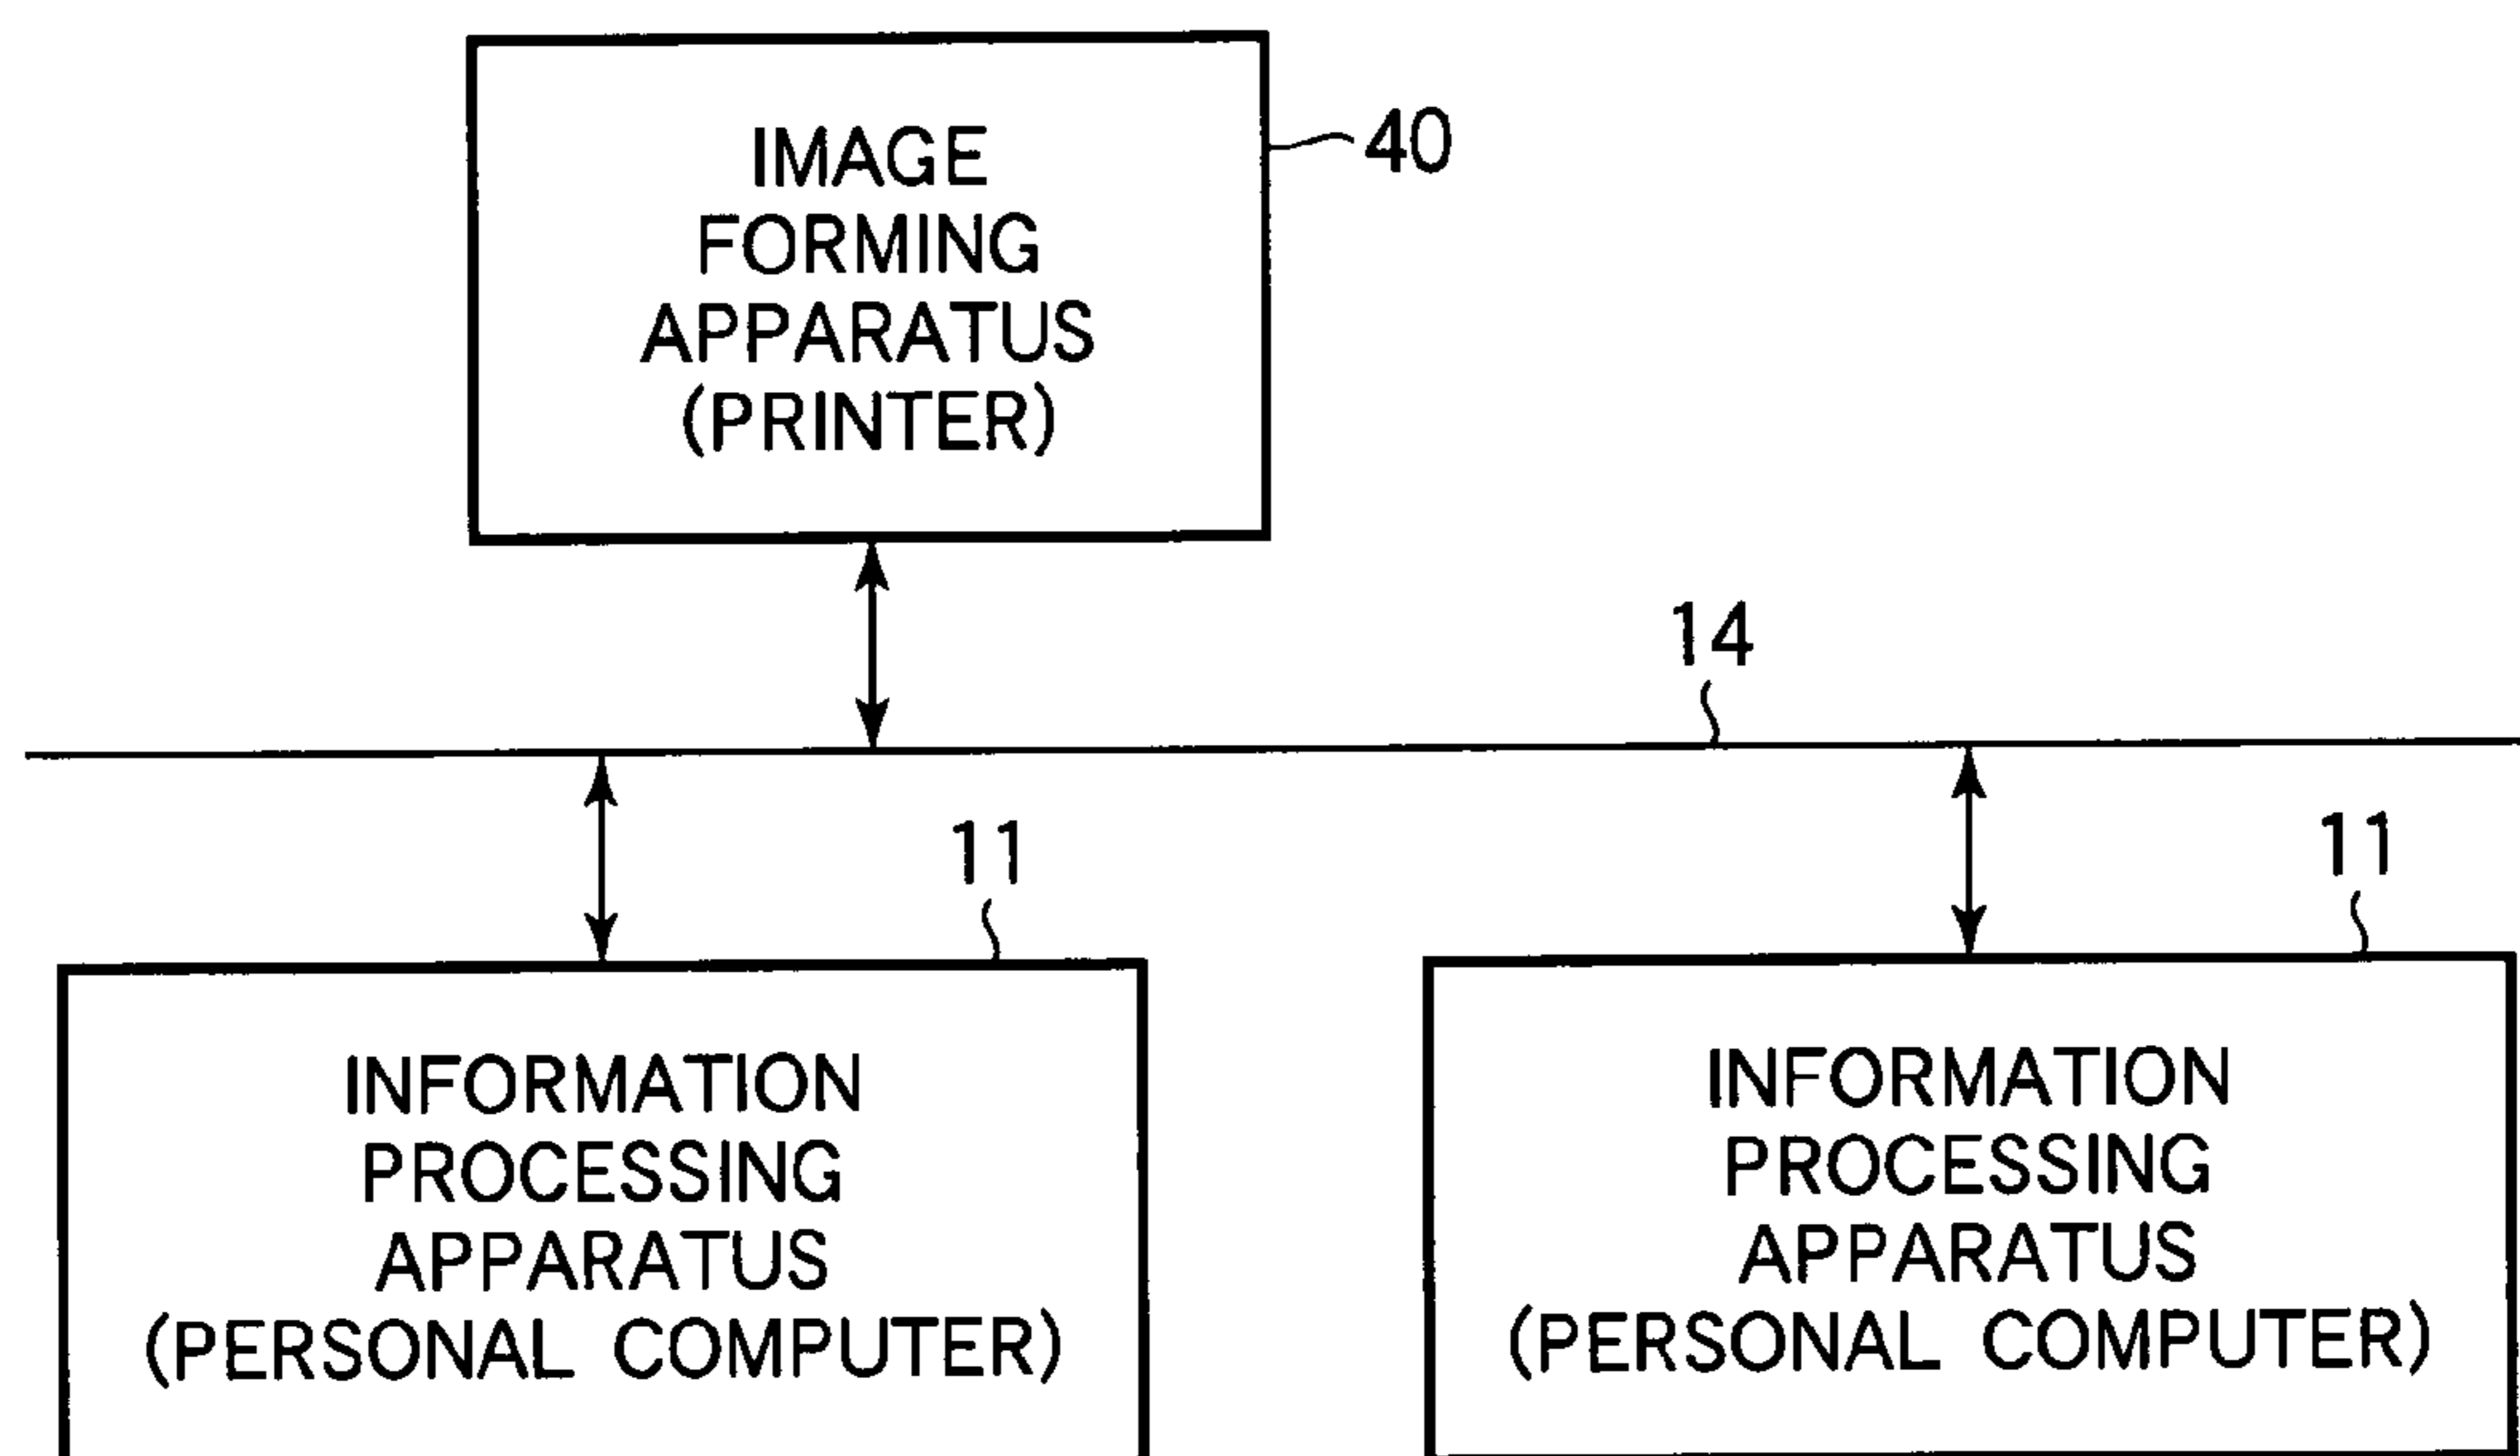 IMAGE
FORMING
APPARATUS
(PRINTER)
40
14
11
11
INFORMATION
PROCESSING
APPARATUS
(PERSONAL COMPUTER)
INFORMATION
PROCESSING
APPARATUS
(PERSONAL COMPUTER)